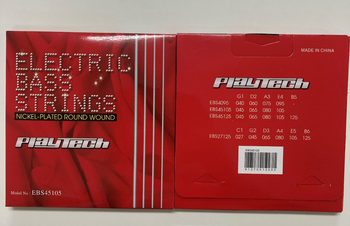 ELECTRIC
BASS
STRINGS
NICKEL-PLATED ROUND WOUND
PLAYTECH
Model No. EBS45105
MADE IN CHINA
PLAYTECH
G1 D2 A3 E4 B5
EBS4095 040 060 075 095 -
EBS45105 045 065 080 105 -
EBS45125 045 065 080 105 125
C1 G2 D3 A4 E5 B6
EBS27125 027 045 065 080 105 125
EBS45105